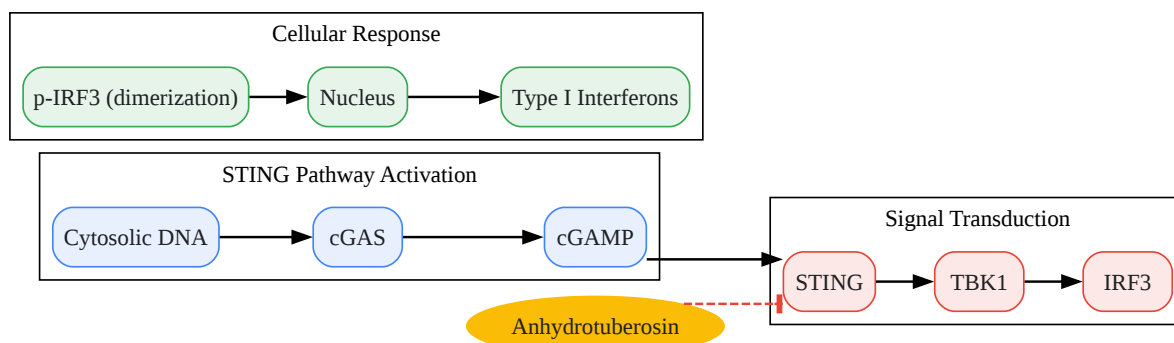 Cellular Response
p-IRF3 (dimerization)
Nucleus
Type I Interferons
STING Pathway Activation
Cytosolic DNA
cGAS
cGAMP
Signal Transduction
STING
TBK1
IRF3
Anhydrotuberosin